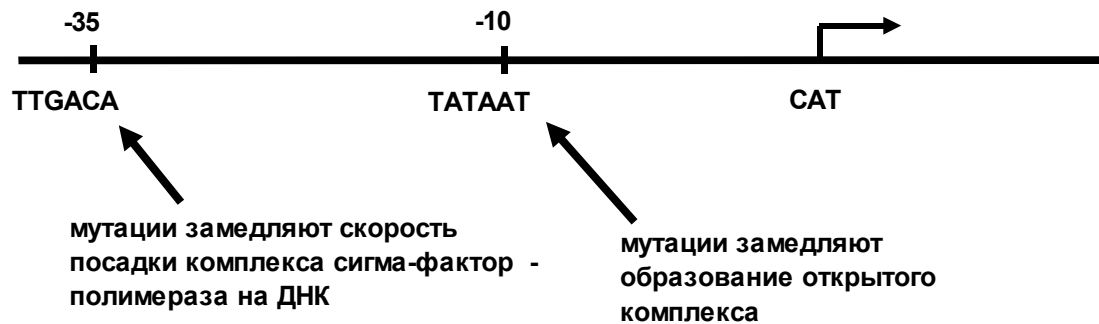 -35 -10
TTGACA TATAAT CAT
мутации замедляют скорость
посадки комплекса сигма-фактор -
полимераза на ДНК
мутации замедляют
образование открытого
комплекса